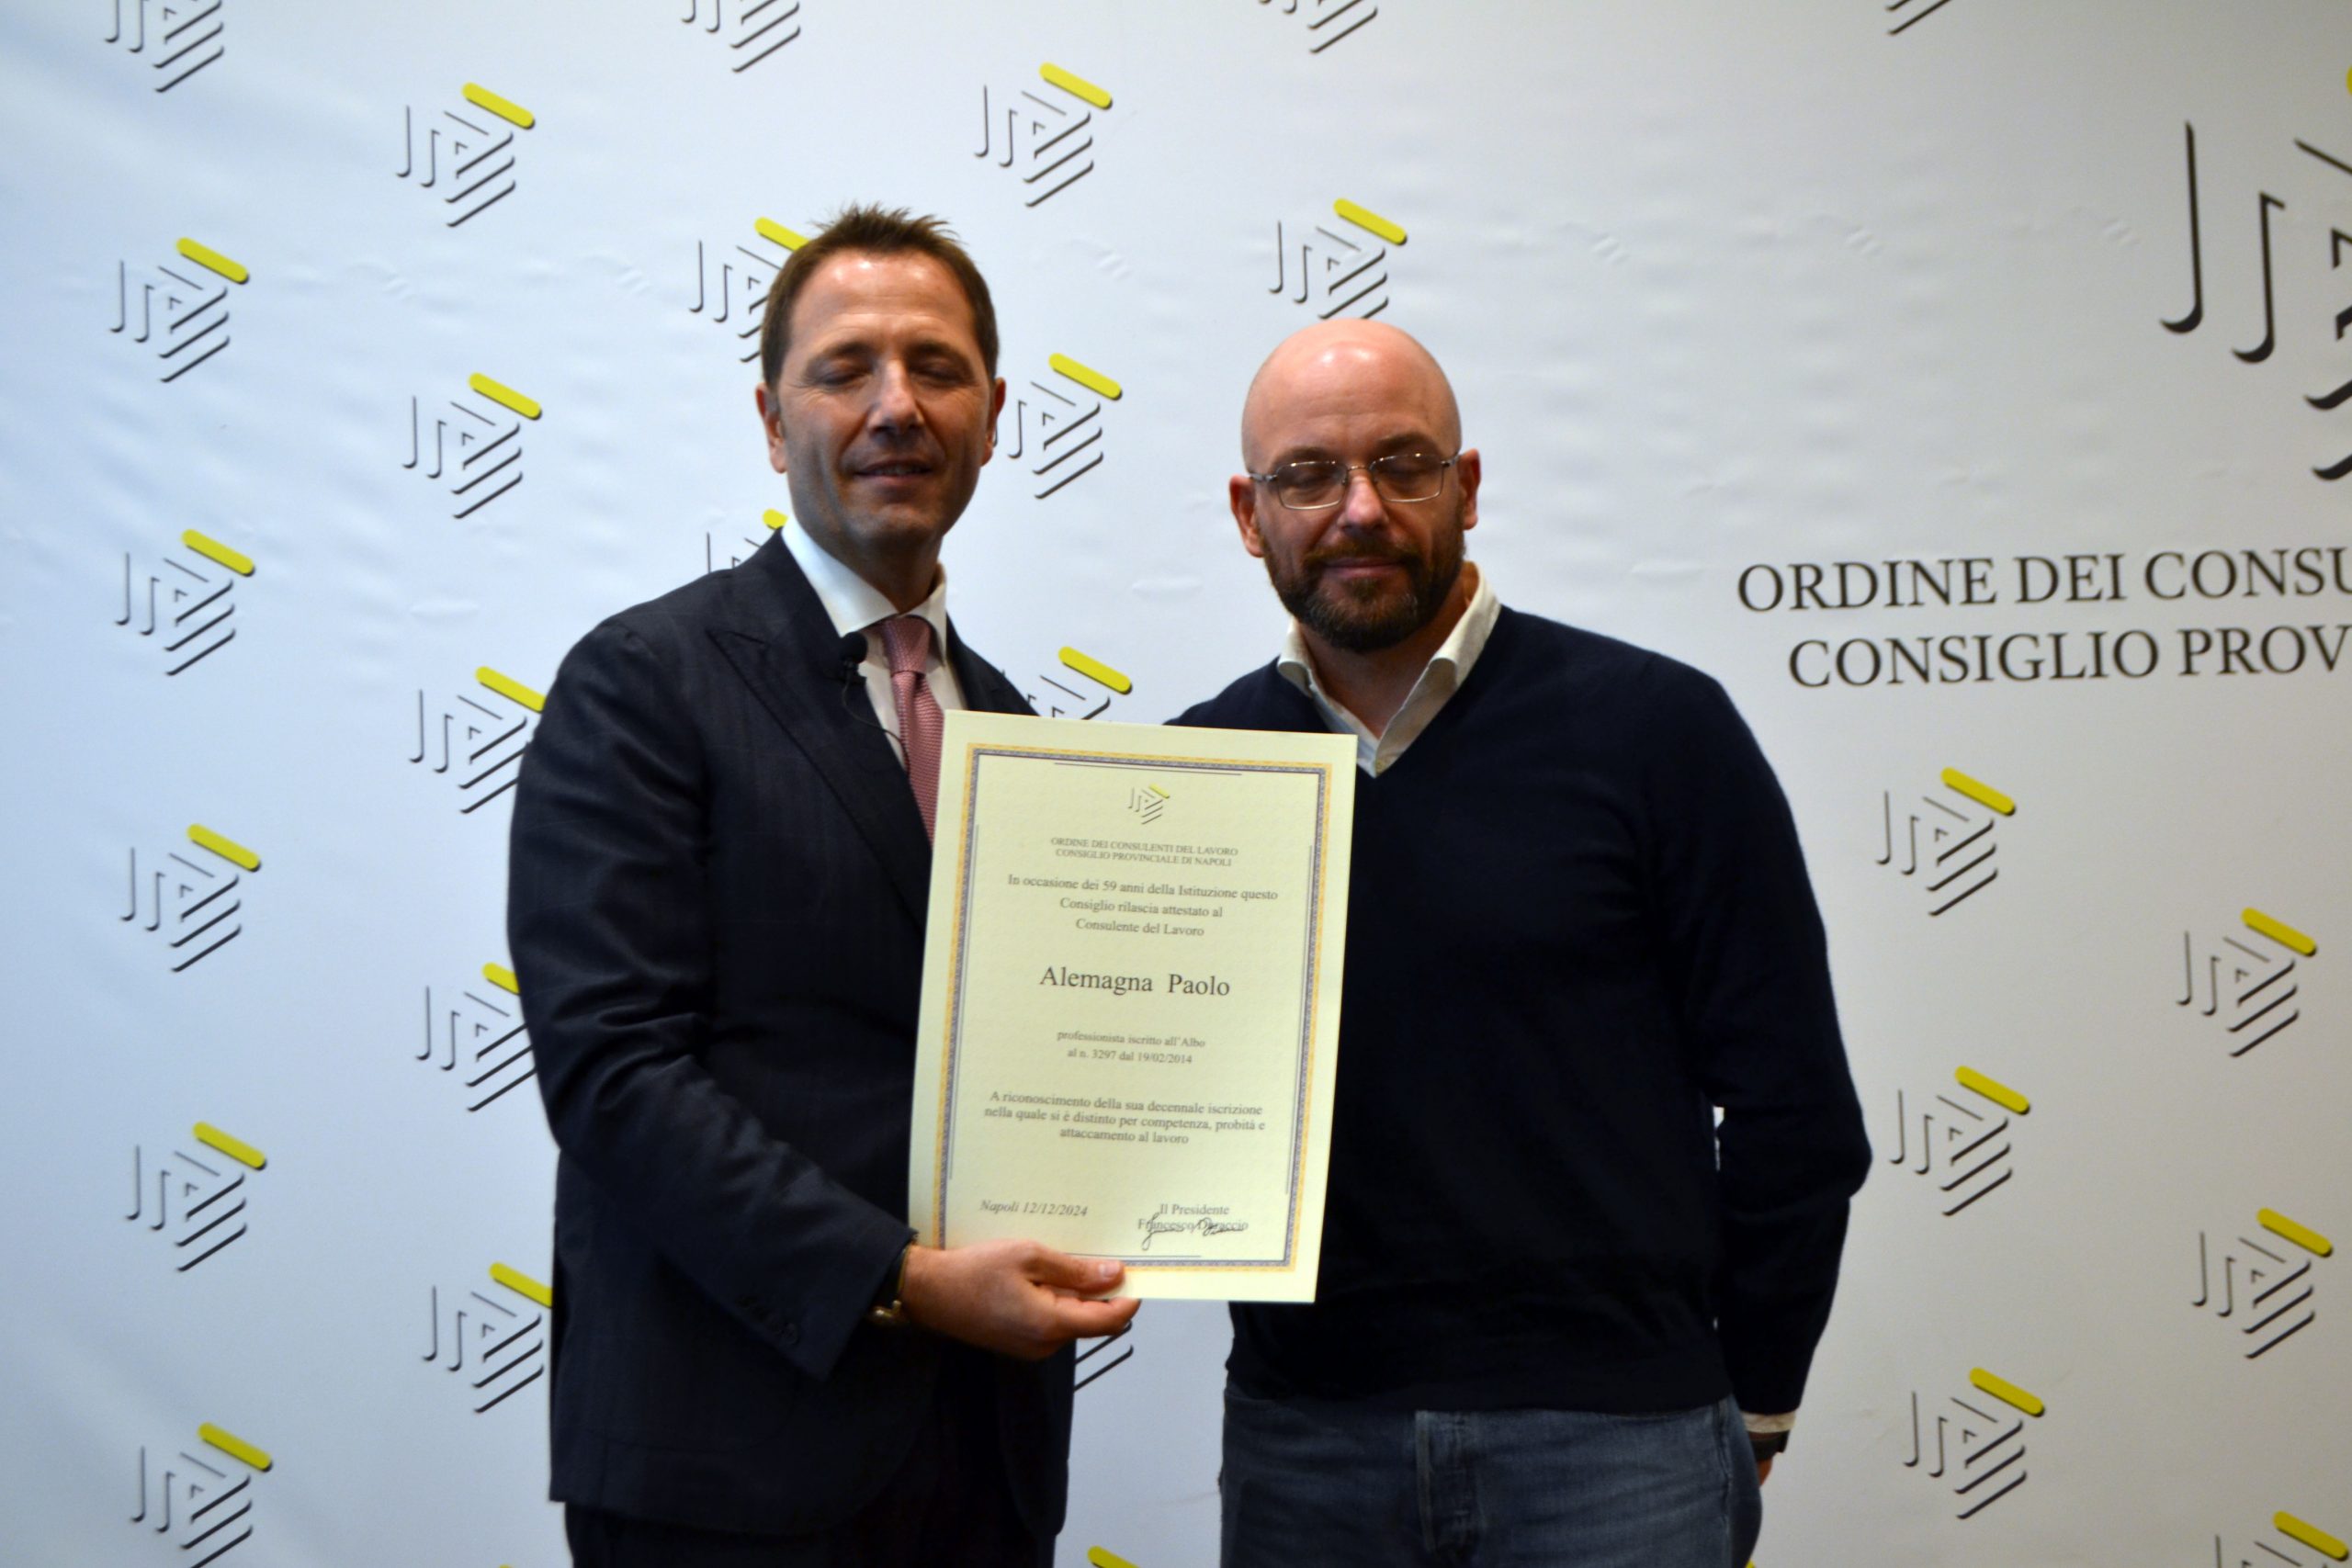 ORDINE DEI CONSU
CONSIGLIO PROV
ORDINE DEI CONSULENTI DEL LAVORO
CONSIGLIO PROVINCIALE DI NAPOLI
In occasione dei 59 anni della Istituzione questo
Consiglio rilascia attestato al
Consulente del Lavoro
Alemagna Paolo
professionista iscritto all'Albo
al n. 3297 dal 19/02/2014
A riconoscimento della sua decennale iscrizione
nella quale si è distinto per competenza, probità e
attaccamento al lavoro
Napoli 12/12/2024
Il Presidente
Francesco Duraccio